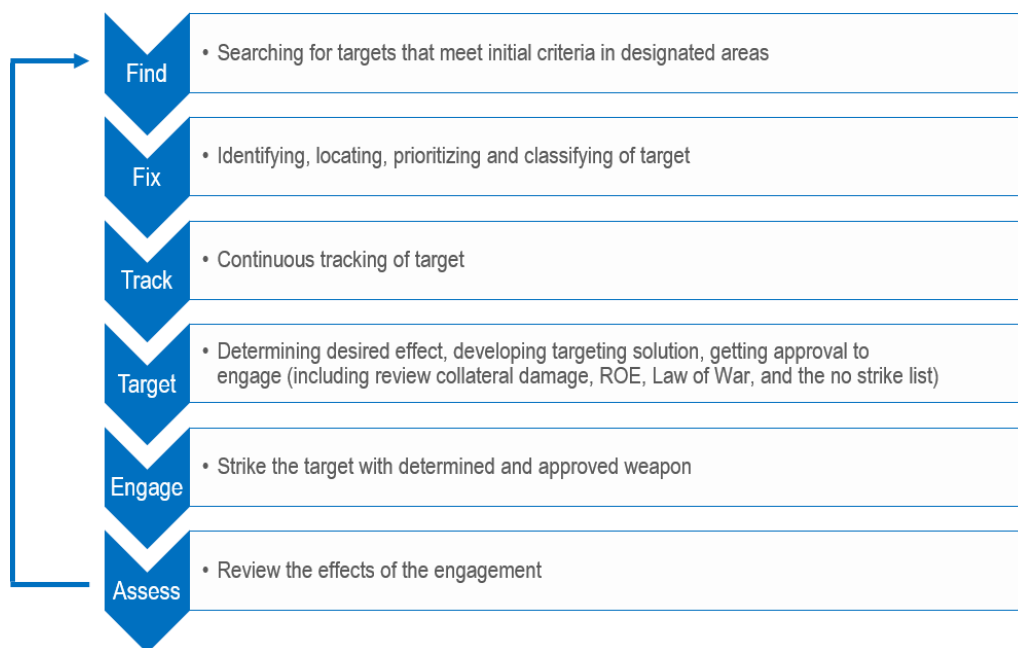 Find
• Searching for targets that meet initial criteria in designated areas
Fix
• Identifying, locating, prioritizing and classifying of target
Track
• Continuous tracking of target
Target
• Determining desired effect, developing targeting solution, getting approval to
engage (including review collateral damage, ROE, Law of War, and the no strike list)
Engage
• Strike the target with determined and approved weapon
Assess
• Review the effects of the engagement